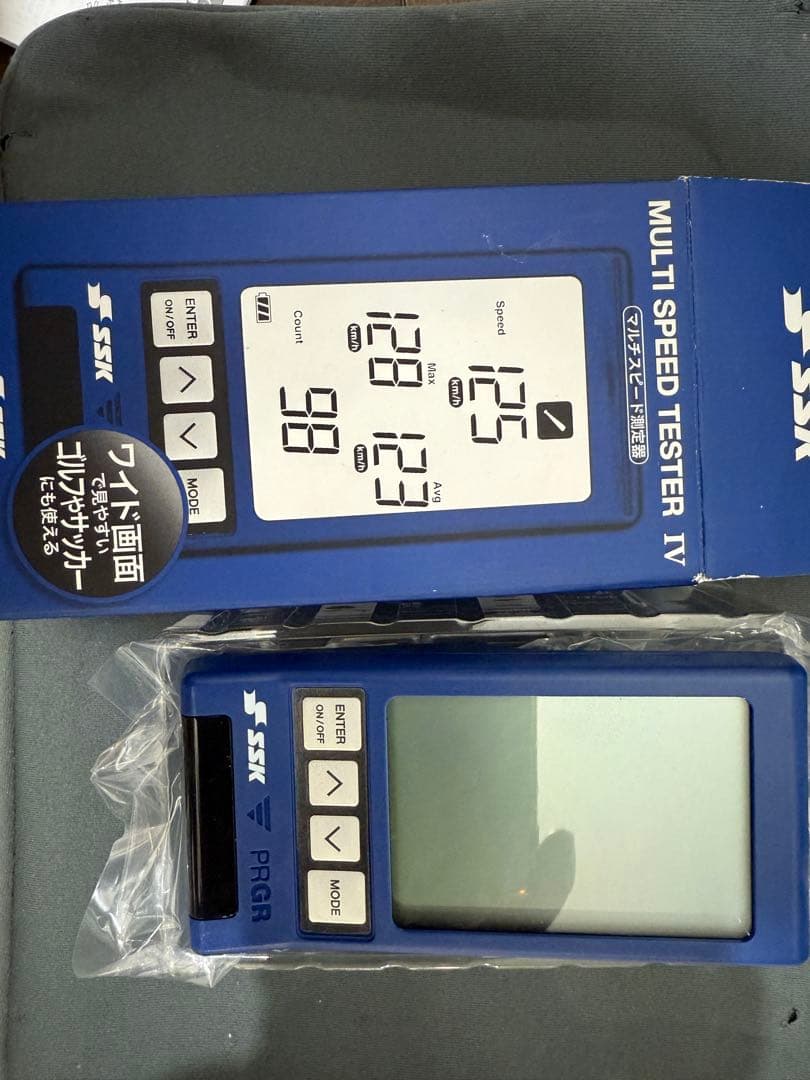 SSK
MULTI SPEED TESTER IV
マルチスピード測定器
Speed
125
km/h
Max
128
km/h
Avg
123
km/h
Count
98
ENTER
ON/OFF
MODE
SSK
ワイド画面
で見やすい
ゴルフやサッカー
にも使える
ENTER
ON/OFF
MODE
SSK PRGR